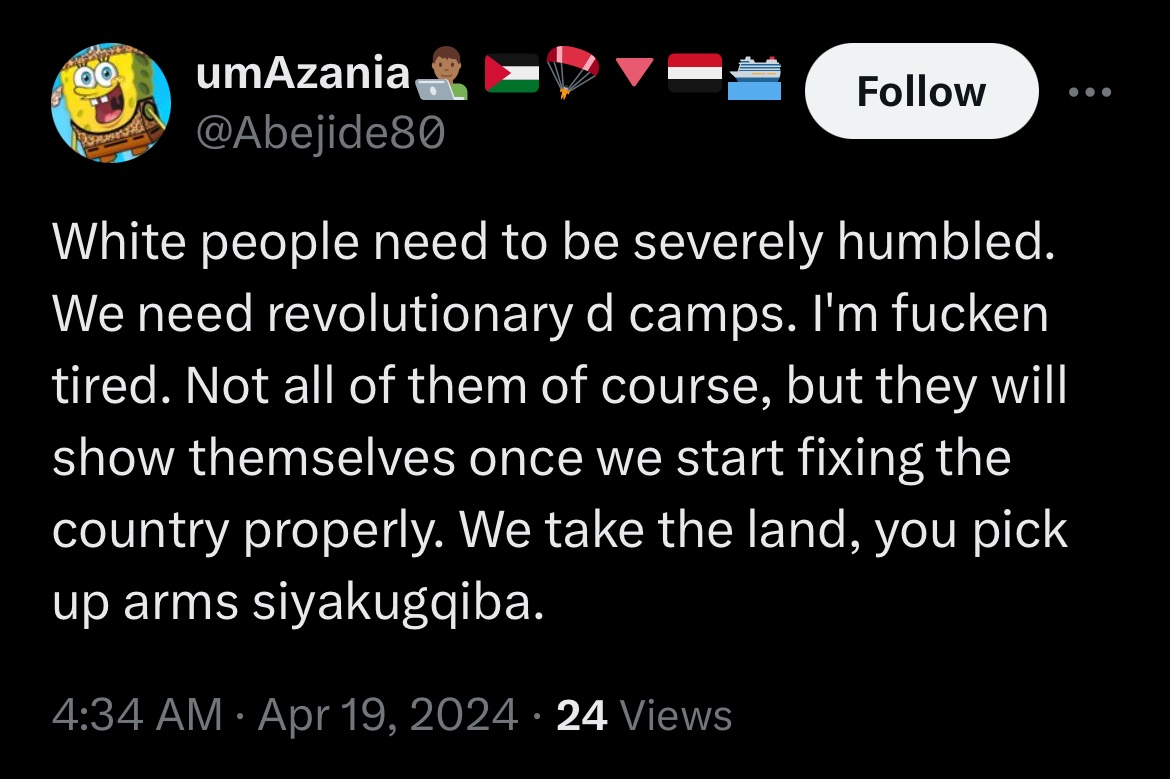 umAzania👨🏽‍💻 🇵🇸🪂🔻🇾🇪🛳️
@Abejide80
Follow
White people need to be severely humbled.
We need revolutionary d camps. I'm fucken
tired. Not all of them of course, but they will
show themselves once we start fixing the
country properly. We take the land, you pick
up arms siyakugqiba.
4:34 AM · Apr 19, 2024 · 24 Views